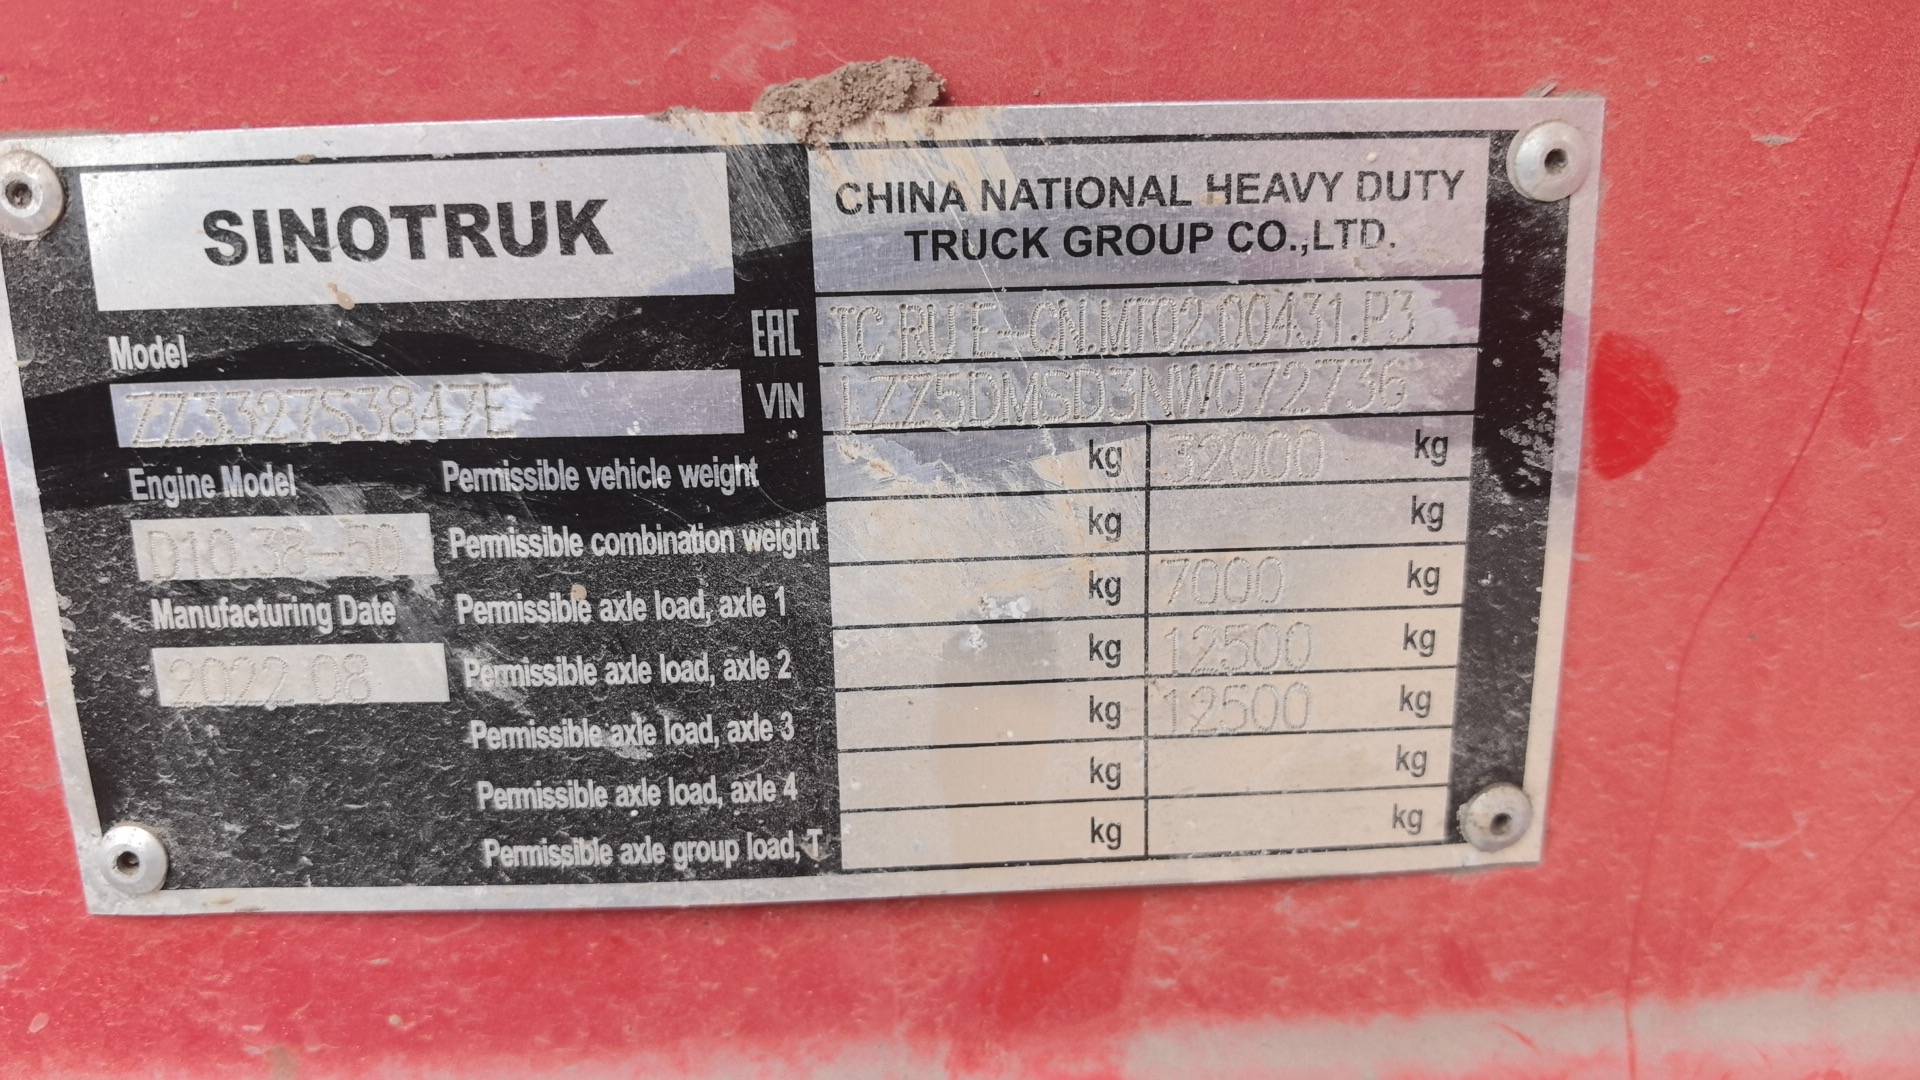 SINOTRUK
CHINA NATIONAL HEAVY DUTY
TRUCK GROUP CO.,LTD.
EAC TC RU E-CN.MT02.00431.P3
Model
VIN LZZ5DMSD3NW072736
ZZ3327S3847E
Engine Model
D10.38-50
Manufacturing Date
2022.08
Permissible vehicle weight kg 32000 kg
Permissible combination weight kg kg
Permissible axle load, axle 1 kg 7000 kg
Permissible axle load, axle 2 kg 12500 kg
Permissible axle load, axle 3 kg 12500 kg
Permissible axle load, axle 4 kg kg
Permissible axle group load, T kg kg